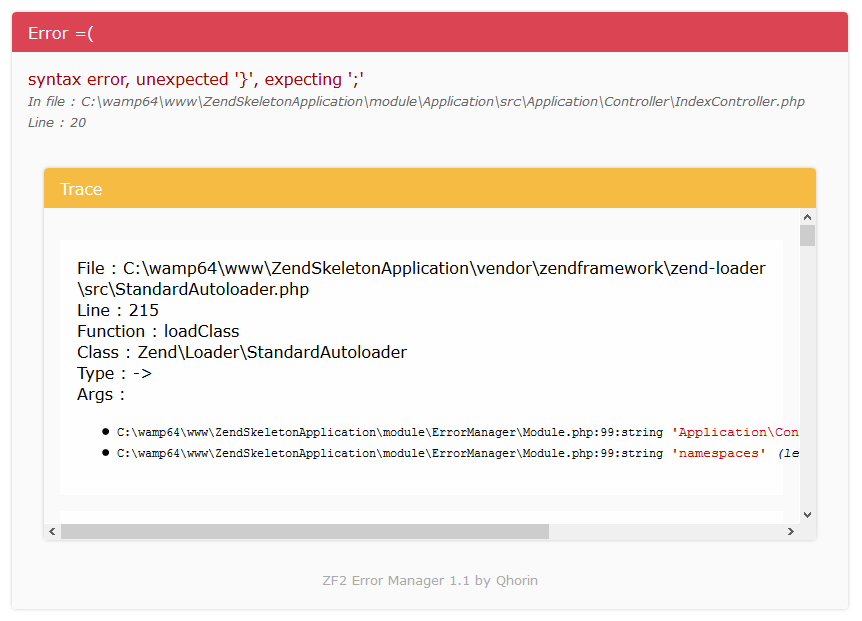 Error =(
syntax error, unexpected '}', expecting ';'
In file : C:\wamp64\www\ZendSkeletonApplication\module\Application\src\Application\Controller\IndexController.php
Line : 20
Trace
File : C:\wamp64\www\ZendSkeletonApplication\vendor\zendframework\zend-loader
\src\StandardAutoloader.php
Line : 215
Function : loadClass
Class : Zend\Loader\StandardAutoloader
Type : ->
Args :
C:\wamp64\www\ZendSkeletonApplication\module\ErrorManager\Module.php:99:string 'Application\Con
C:\wamp64\www\ZendSkeletonApplication\module\ErrorManager\Module.php:99:string 'namespaces' (le
ZF2 Error Manager 1.1 by Qhorin